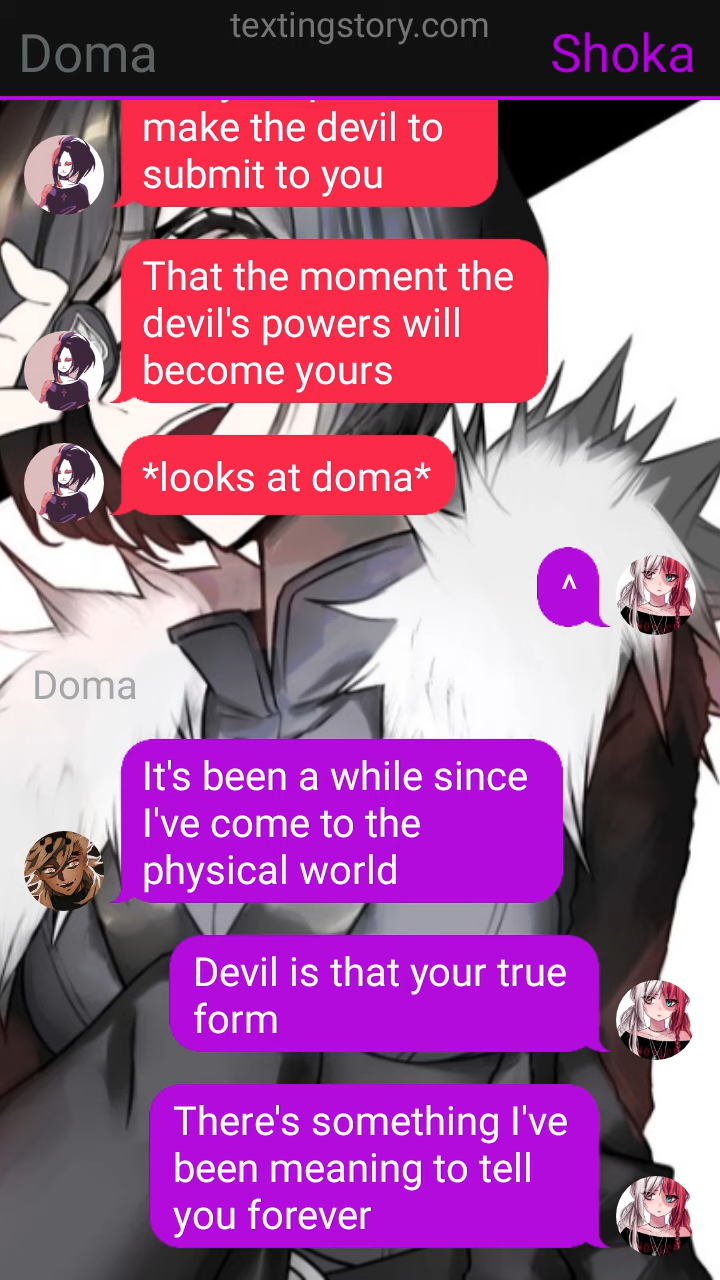 textingstory.com
Doma
Shoka
make the devil to
submit to you
That the moment the
devil's powers will
become yours
*looks at doma*
^
Doma
It's been a while since
I've come to the
physical world
Devil is that your true
form
There's something I've
been meaning to tell
you forever